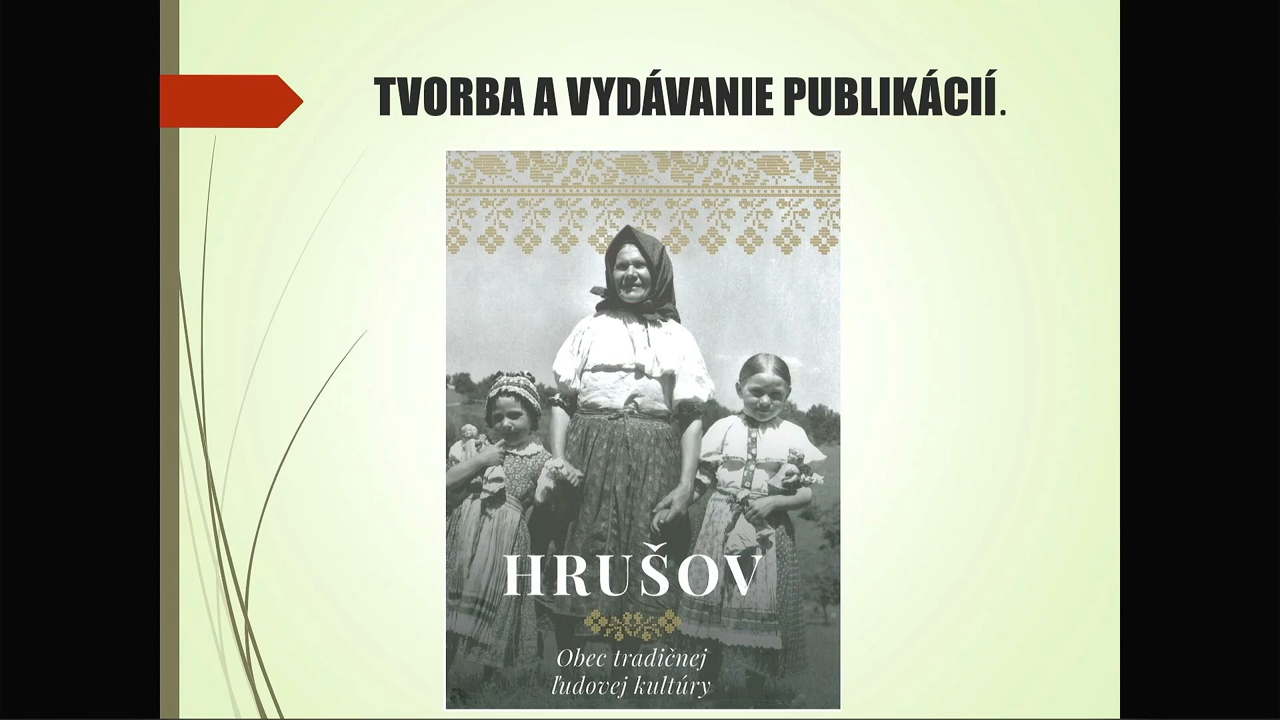 TVORBA A VYDÁVANIE PUBLIKÁCIÍ.
HRUŠOV
Obec tradičnej
ľudovej kultúry